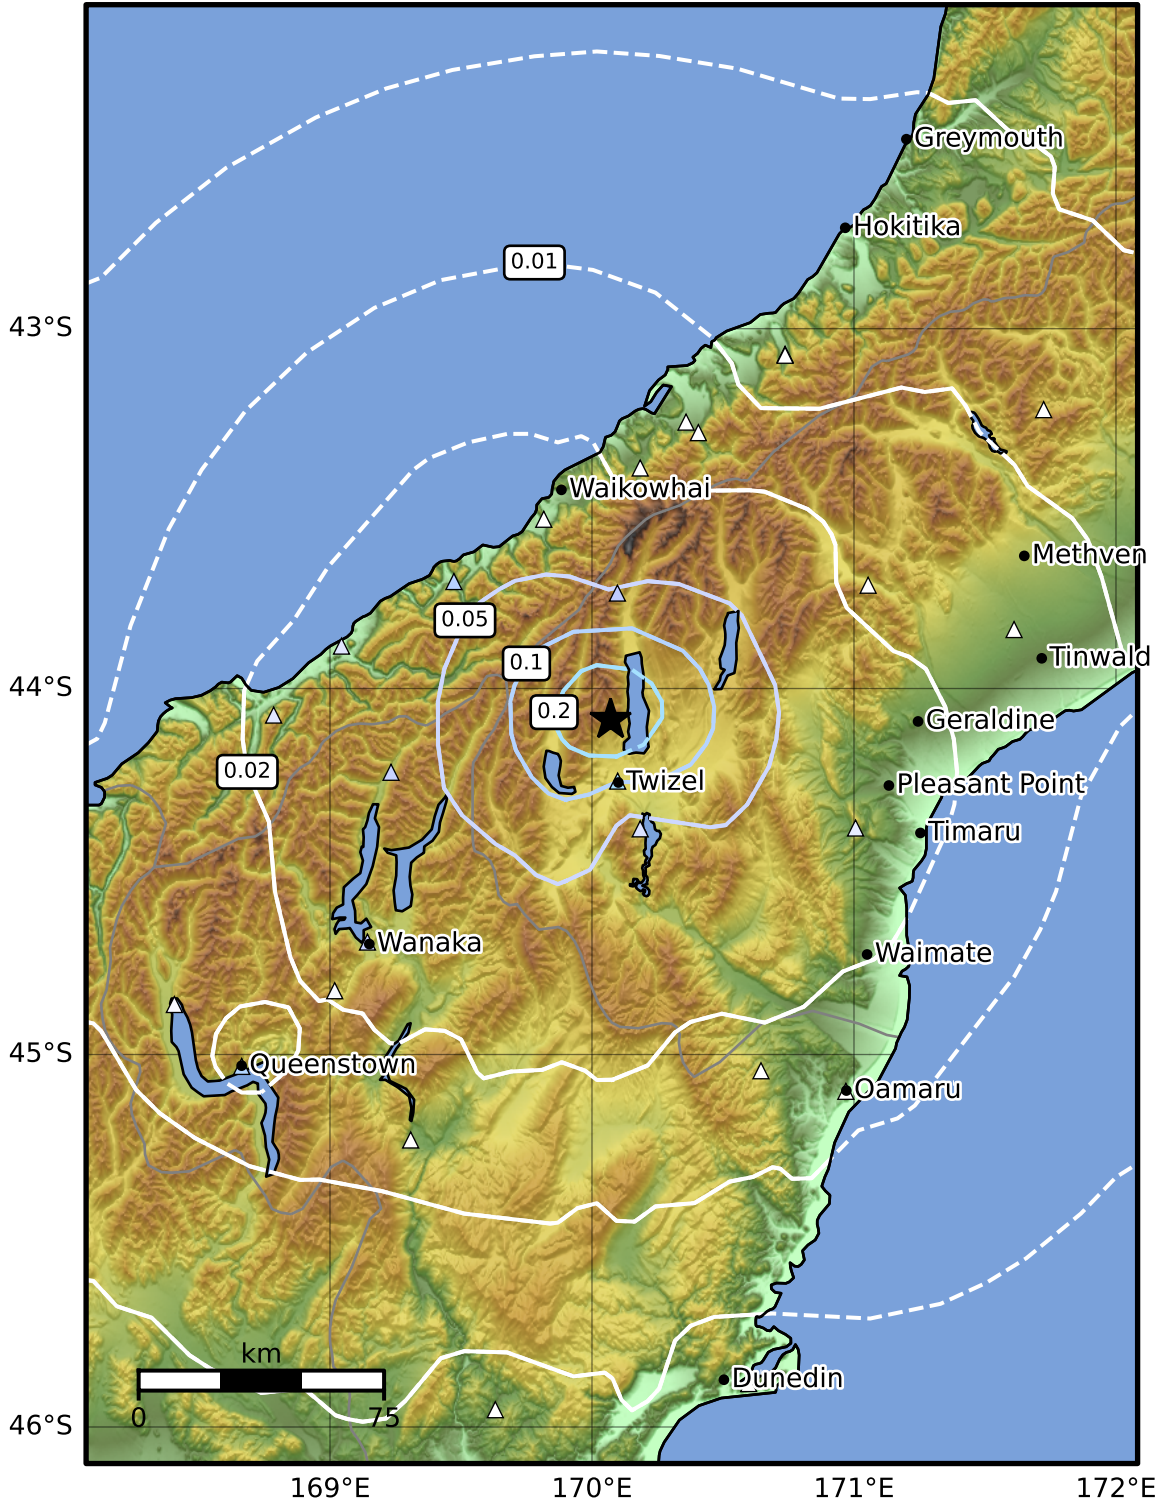 Greymouth
Hokitika
0.01
43°S
Waikowhai
Methven
0.05
Tinwald
0.1
44°S
0.2
Geraldine
0.02
Twizel
Pleasant Point
Timaru
Wanaka
Waimate
45°S
Queenstown
Oamaru
km
0
75
Dunedin
46°S
169°E
170°E
171°E
172°E